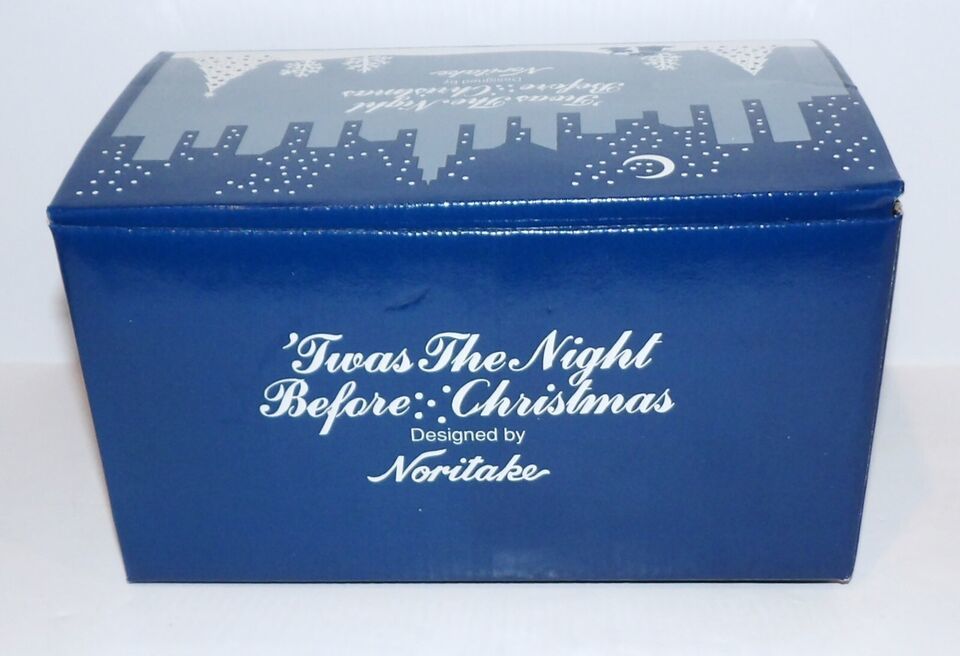 'Twas The Night
Before Christmas
Designed by
Noritake
'Twas The Night
Before Christmas
Designed by
Noritake